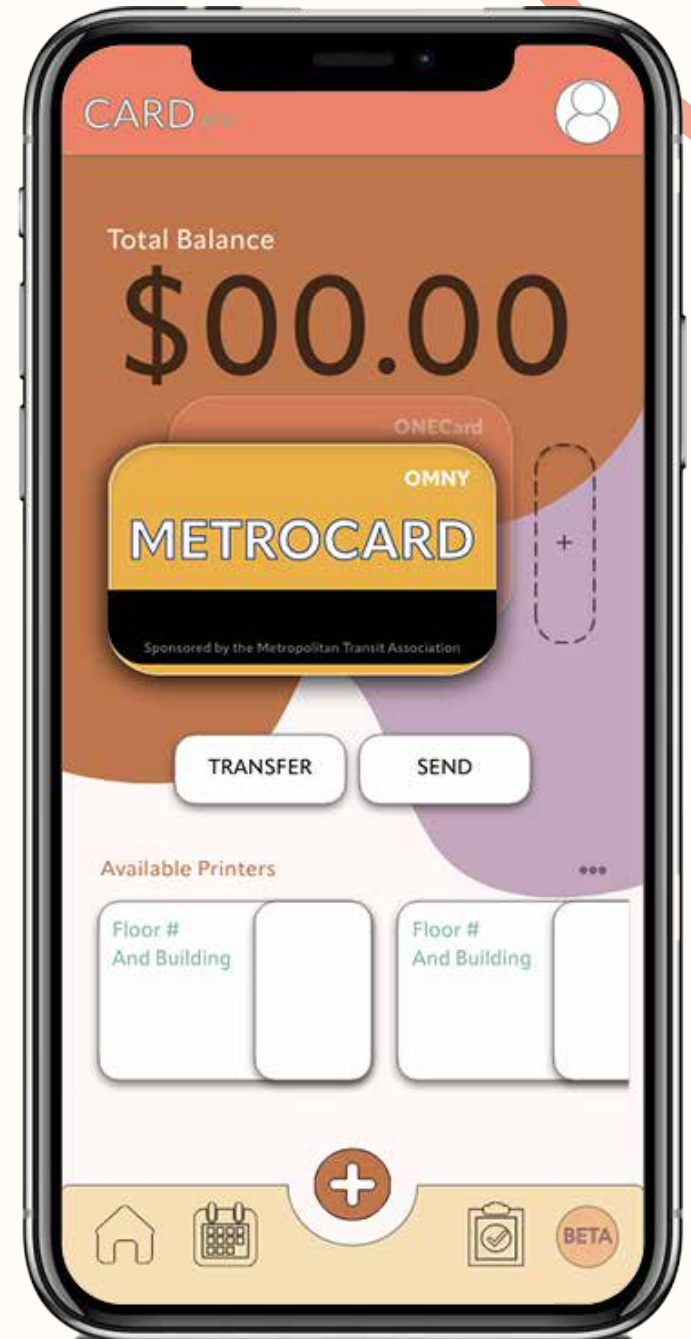 CARD
Total Balance
$00.00
ONECard
OMNY
METROCARD
Sponsored by the Metropolitan Transit Association
+
TRANSFER
SEND
Available Printers
Floor #
And Building
Floor #
And Building
BETA